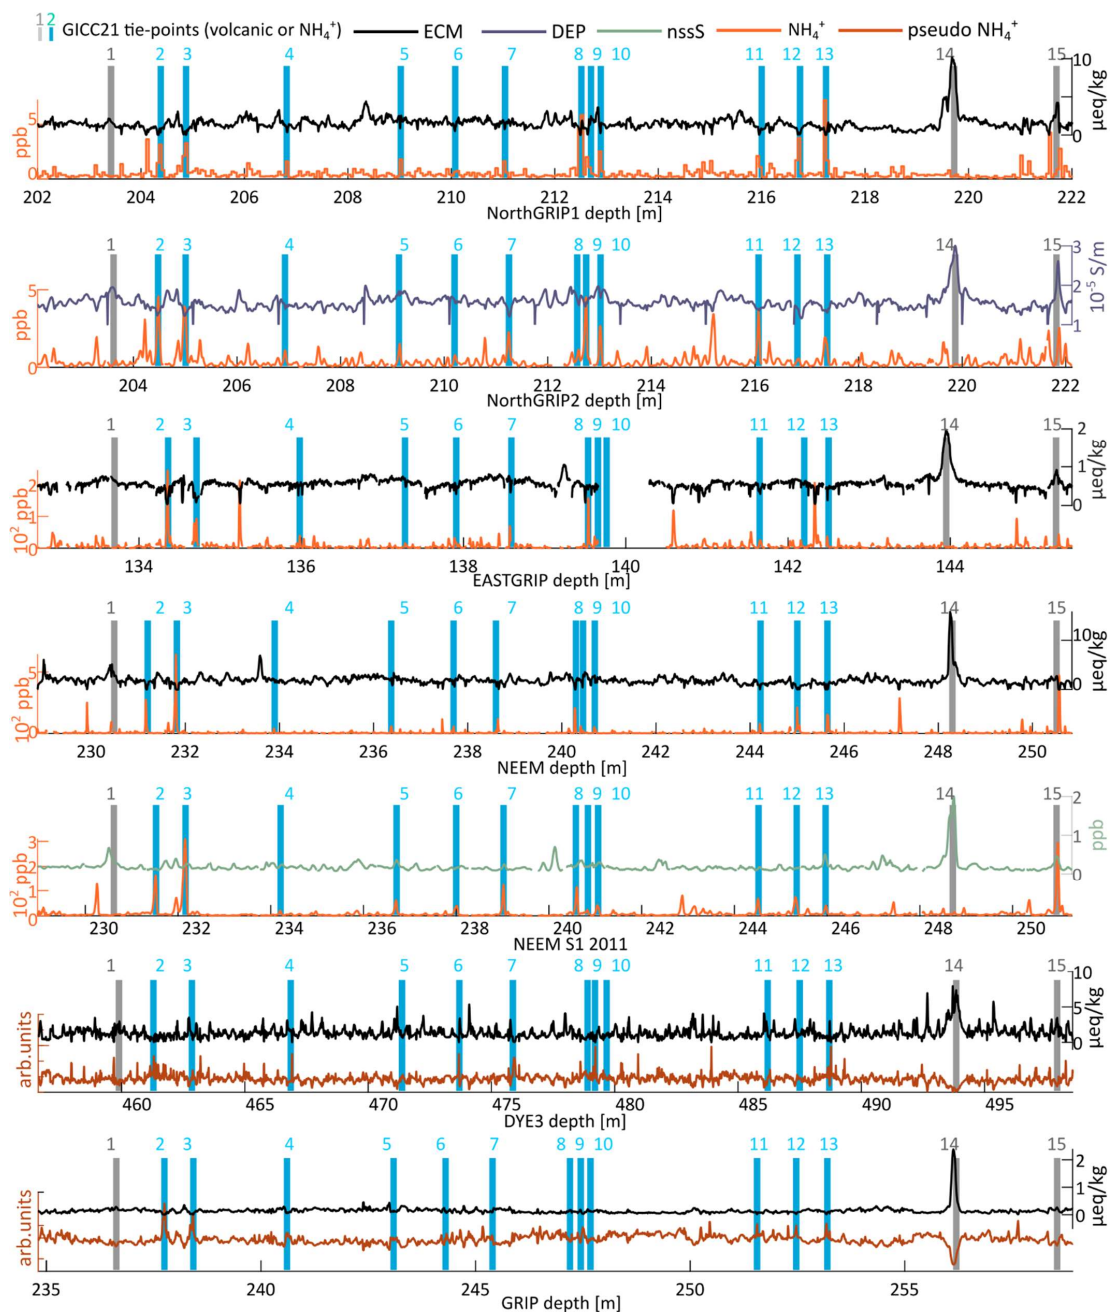 1 2 GICC21 tie-points (volcanic or NH₄⁺) ECM DEP nssS NH₄⁺ pseudo NH₄⁺
1 2 3 4 5 6 7 8 9 10 11 12 13 14 15
10
5
0
µeq/kg
5
0
ppb
202 204 206 208 210 212 214 216 218 220 222
NorthGRIP1 depth [m]
1 2 3 4 5 6 7 8 9 10 11 12 13 14 15
3
2
1
10⁻⁵ S/m
5
0
ppb
204 206 208 210 212 214 216 218 220 222
NorthGRIP2 depth [m]
1 2 3 4 5 6 7 8 9 10 11 12 13 14 15
2
1
0
µeq/kg
2
1
0
10² ppb
134 136 138 140 142 144
EASTGRIP depth [m]
1 2 3 4 5 6 7 8 9 10 11 12 13 14 15
10
0
µeq/kg
5
0
10² ppb
230 232 234 236 238 240 242 244 246 248 250
NEEM depth [m]
1 2 3 4 5 6 7 8 9 10 11 12 13 14 15
2
1
0
ppb
3
2
1
0
10² ppb
230 232 234 236 238 240 242 244 246 248 250
NEEM S1 2011
1 2 3 4 5 6 7 8 9 10 11 12 13 14 15
10
5
0
µeq/kg
arb.units
460 465 470 475 480 485 490 495
DYE3 depth [m]
1 2 3 4 5 6 7 8 9 10 11 12 13 14 15
2
1
0
µeq/kg
arb.units
235 240 245 250 255
GRIP depth [m]